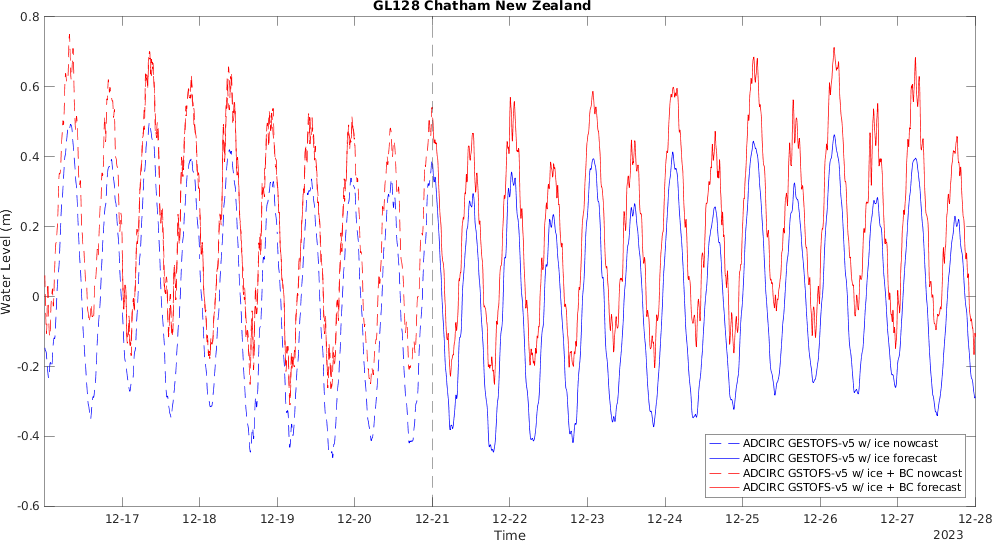 GL128 Chatham New Zealand
0.8
0.6
0.4
0.2
0
-0.2
-0.4
-0.6
Water Level (m)
ADCIRC GESTOFS-v5 w/ ice nowcast
ADCIRC GESTOFS-v5 w/ ice forecast
ADCIRC GSTOFS-v5 w/ ice + BC nowcast
ADCIRC GSTOFS-v5 w/ ice + BC forecast
12-17 12-18 12-19 12-20 12-21 12-22 12-23 12-24 12-25 12-26 12-27 12-28
Time
2023